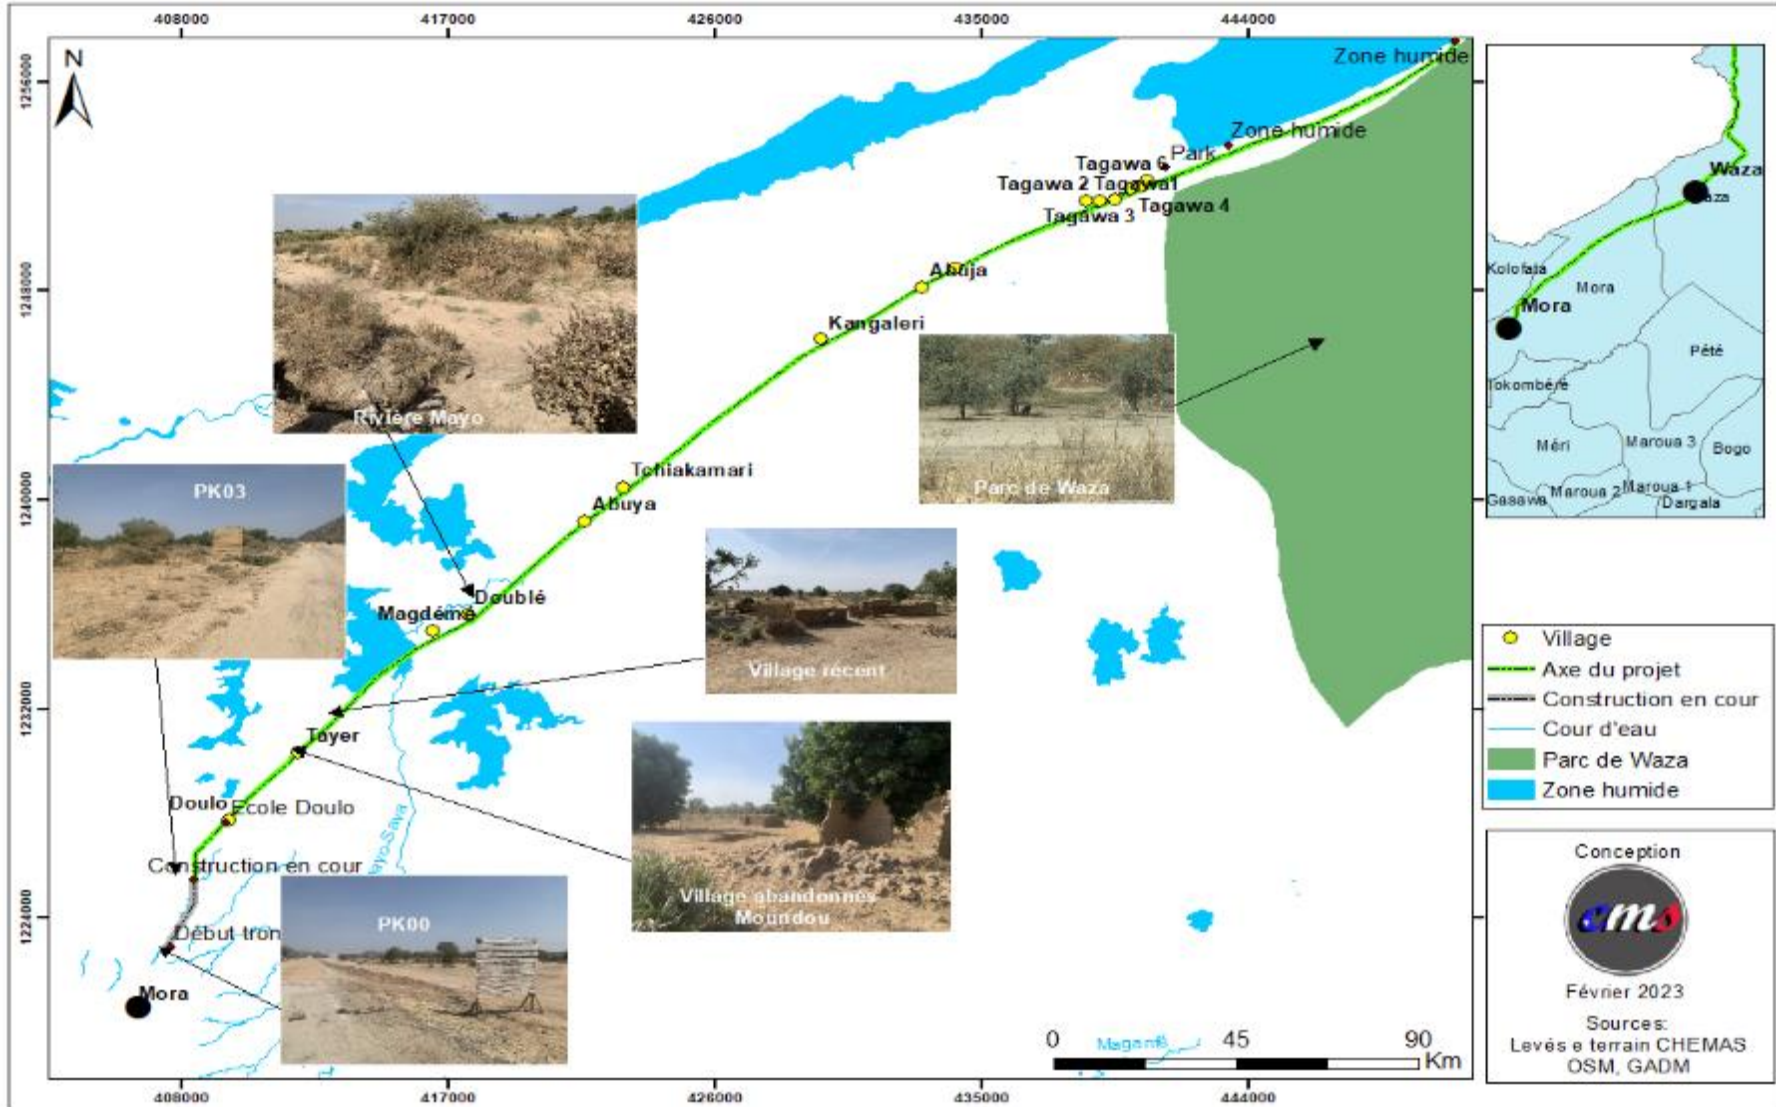 408000 417000 426000 435000 444000
1256000
1248000
1240000
1232000
1224000
N
Zone humide
Zone humide
Park
Tagawa 6
Tagawa 2 Tagawa1
Tagawa 3
Tagawa 4
Abuja
Kangaleri
Rivière Mayo
Parc de Waza
Tchiakamari
Abuya
PK03
Doublé
Magdémé
Village récent
Tayer
Doulo
Ecole Doulo
Village abandonnés
Moundou
Construction en cour
PK00
Début tron
Mora
Mayo-Sava
0 45 90
Km
408000 417000 426000 435000 444000
Waza
Kolofata
Mora
Mora
Pété
Tokombéré
Méri
Maroua 3
Bogo
Gasawa
Maroua 2
Maroua 1
Dargala
Village
Axe du projet
Construction en cour
Cour d'eau
Parc de Waza
Zone humide
Conception
cms
Février 2023
Sources:
Levés e terrain CHEMAS
OSM, GADM